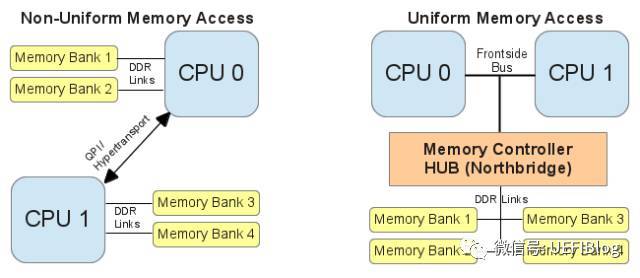 Non-Uniform Memory Access
Memory Bank 1
Memory Bank 2
DDR
Links
CPU 0
QPI/
Hypertransport
CPU 1
DDR
Links
Memory Bank 3
Memory Bank 4
Uniform Memory Access
CPU 0
Frontside
Bus
CPU 1
Memory Controller
HUB (Northbridge)
DDR Links
Memory Bank 1
Memory Bank 3
Memory Bank 4
微信号: UEFIBlog